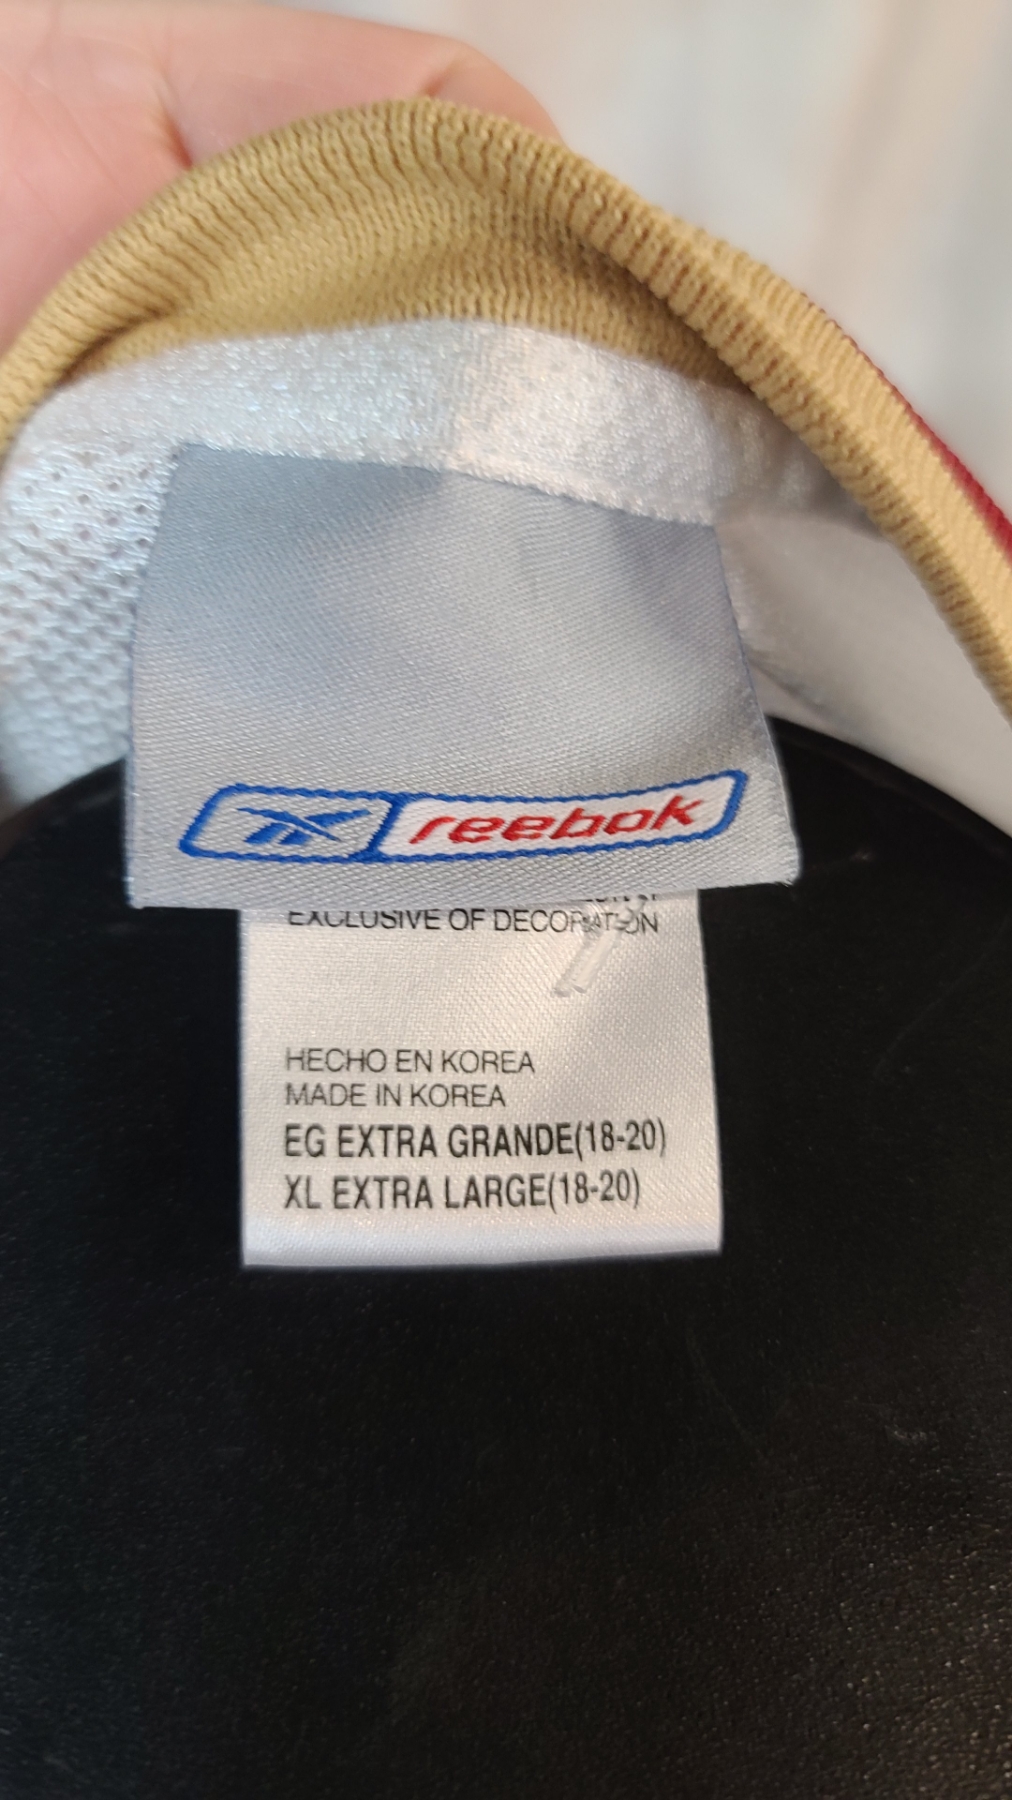 reebok
EXCLUSIVE OF DECORATION
HECHO EN KOREA
MADE IN KOREA
EG EXTRA GRANDE(18-20)
XL EXTRA LARGE(18-20)